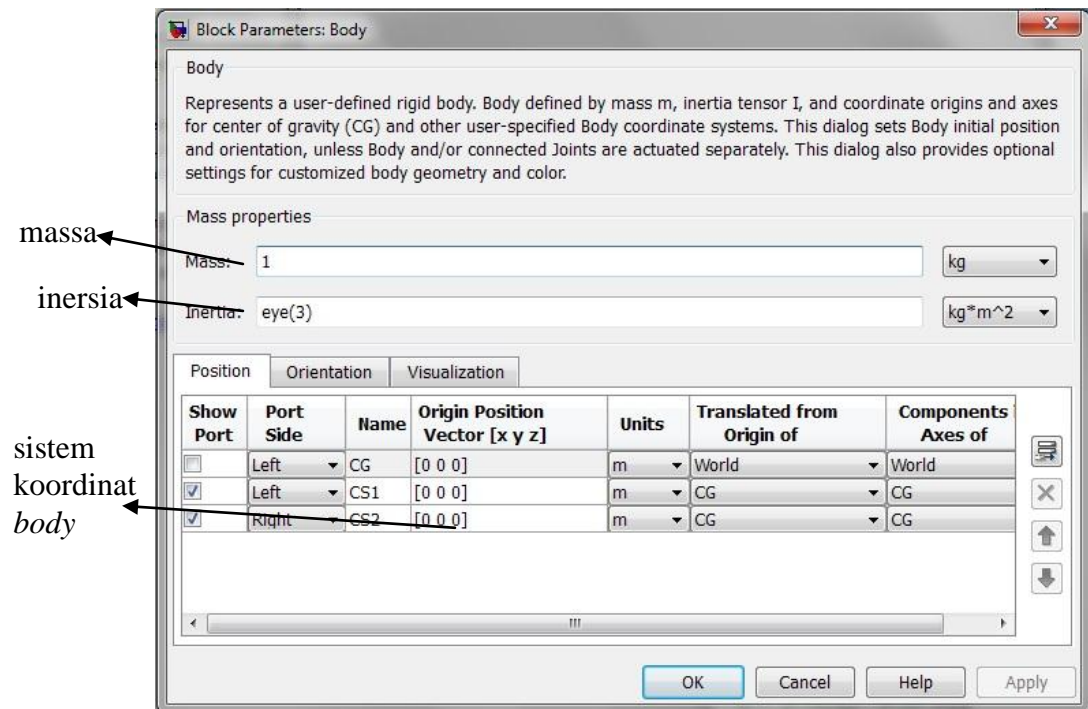 Block Parameters: Body
Body
Represents a user-defined rigid body. Body defined by mass m, inertia tensor I, and coordinate origins and axes
for center of gravity (CG) and other user-specified Body coordinate systems. This dialog sets Body initial position
and orientation, unless Body and/or connected Joints are actuated separately. This dialog also provides optional
settings for customized body geometry and color.
Mass properties
massa
Mass: 1 kg
inersia
Inertia: eye(3) kg*m^2
Position Orientation Visualization
Show Port Port Side Name Origin Position Vector [x y z] Units Translated from Origin of Components Axes of
Left CG [0 0 0] m World World
Left CS1 [0 0 0] m CG CG
Right CS2 [0 0 0] m CG CG
sistem
koordinat
body
OK Cancel Help Apply